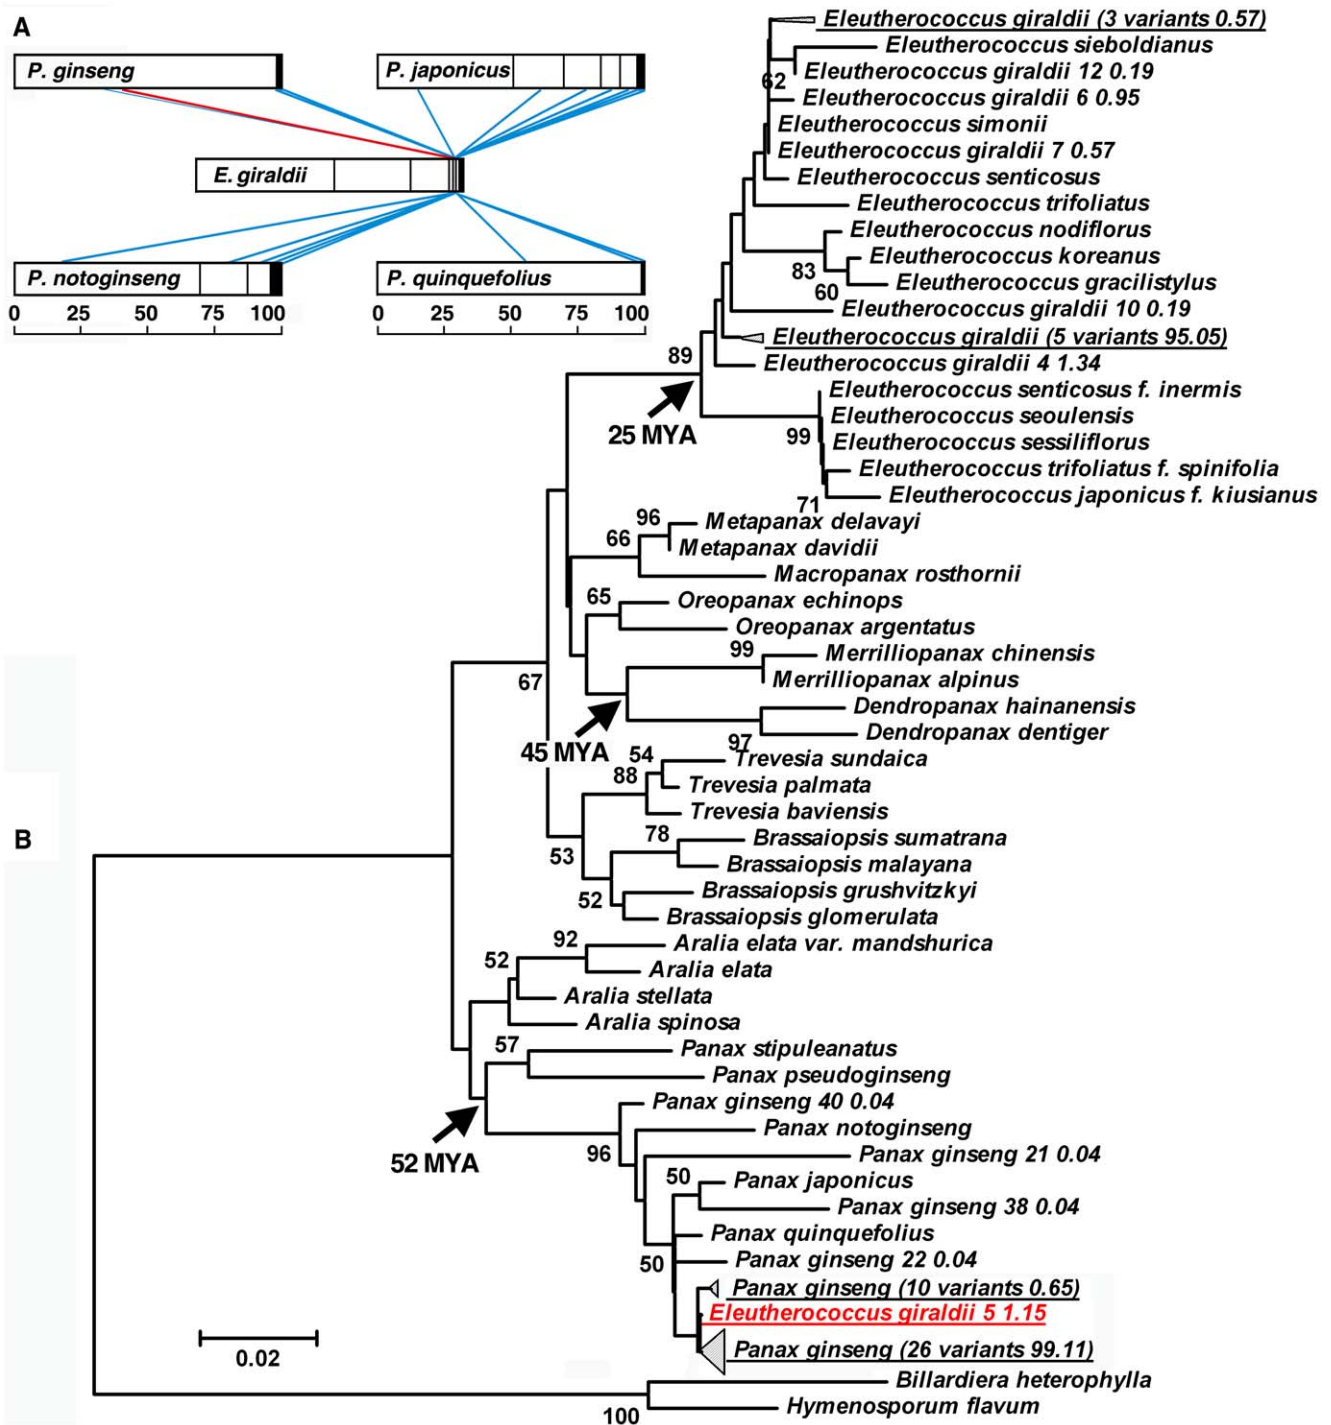 A
P. ginseng
P. japonicus
E. giraldii
P. notoginseng
P. quinquefolius
0 25 50 75 100
0 25 50 75 100
B
Eleutherococcus giraldii (3 variants 0.57)
Eleutherococcus sieboldianus
62
Eleutherococcus giraldii 12 0.19
Eleutherococcus giraldii 6 0.95
Eleutherococcus simonii
Eleutherococcus giraldii 7 0.57
Eleutherococcus senticosus
Eleutherococcus trifoliatus
Eleutherococcus nodiflorus
83
Eleutherococcus koreanus
60
Eleutherococcus gracilistylus
Eleutherococcus giraldii 10 0.19
Eleutherococcus giraldii (5 variants 95.05)
89
Eleutherococcus giraldii 4 1.34
25 MYA
Eleutherococcus senticosus f. inermis
Eleutherococcus seoulensis
99
Eleutherococcus sessiliflorus
Eleutherococcus trifoliatus f. spinifolia
71
Eleutherococcus japonicus f. kiusianus
96
Metapanax delavayi
66
Metapanax davidii
Macropanax rosthornii
65
Oreopanax echinops
Oreopanax argentatus
99
Merrilliopanax chinensis
67
Merrilliopanax alpinus
Dendropanax hainanensis
45 MYA
97
Dendropanax dentiger
54
Trevesia sundaica
88
Trevesia palmata
Trevesia baviensis
78
Brassaiopsis sumatrana
53
Brassaiopsis malayana
52
Brassaiopsis grushvitzkyi
Brassaiopsis glomerulata
92
Aralia elata var. mandshurica
52
Aralia elata
Aralia stellata
Aralia spinosa
57
Panax stipuleanatus
Panax pseudoginseng
52 MYA
Panax ginseng 40 0.04
96
Panax notoginseng
Panax ginseng 21 0.04
50
Panax japonicus
Panax ginseng 38 0.04
Panax quinquefolius
50
Panax ginseng 22 0.04
Panax ginseng (10 variants 0.65)
Eleutherococcus giraldii 5 1.15
Panax ginseng (26 variants 99.11)
0.02
Billardiera heterophylla
100
Hymenosporum flavum